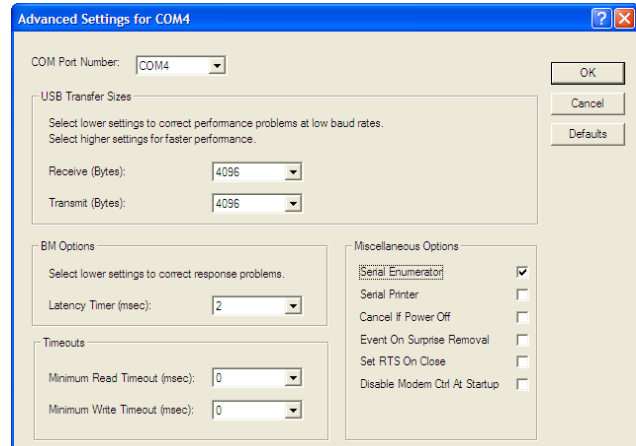 Advanced Settings for COM4
COM Port Number: COM4
OK
Cancel
Defaults
USB Transfer Sizes
Select lower settings to correct performance problems at low baud rates.
Select higher settings for faster performance.
Receive (Bytes): 4096
Transmit (Bytes): 4096
BM Options
Select lower settings to correct response problems.
Latency Timer (msec): 2
Timeouts
Minimum Read Timeout (msec): 0
Minimum Write Timeout (msec): 0
Miscellaneous Options
Serial Enumerator
Serial Printer
Cancel If Power Off
Event On Surprise Removal
Set RTS On Close
Disable Modem Ctrl At Startup